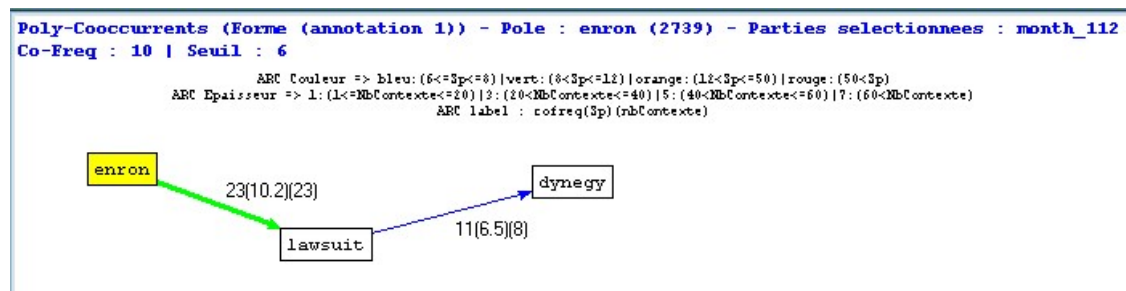 Poly-Cooccurrents (Forme (annotation 1)) - Pole : enron (2739) - Parties selectionnees : month_112
Co-Freq : 10 | Seuil : 6
ARC Couleur => bleu:(6<=Sp<=8)|vert:(8<Sp<=12)|orange:(12<Sp<=50)|rouge:(50<Sp)
ARC Epaisseur => 1:(1<=NbContexte<=20)|3:(20<NbContexte<=40)|5:(40<NbContexte<=60)|7:(60<NbContexte)
ARC label : cofreq(Sp)(nbContexte)
enron
dynegy
23(10.2)(23)
11(6.5)(8)
lawsuit